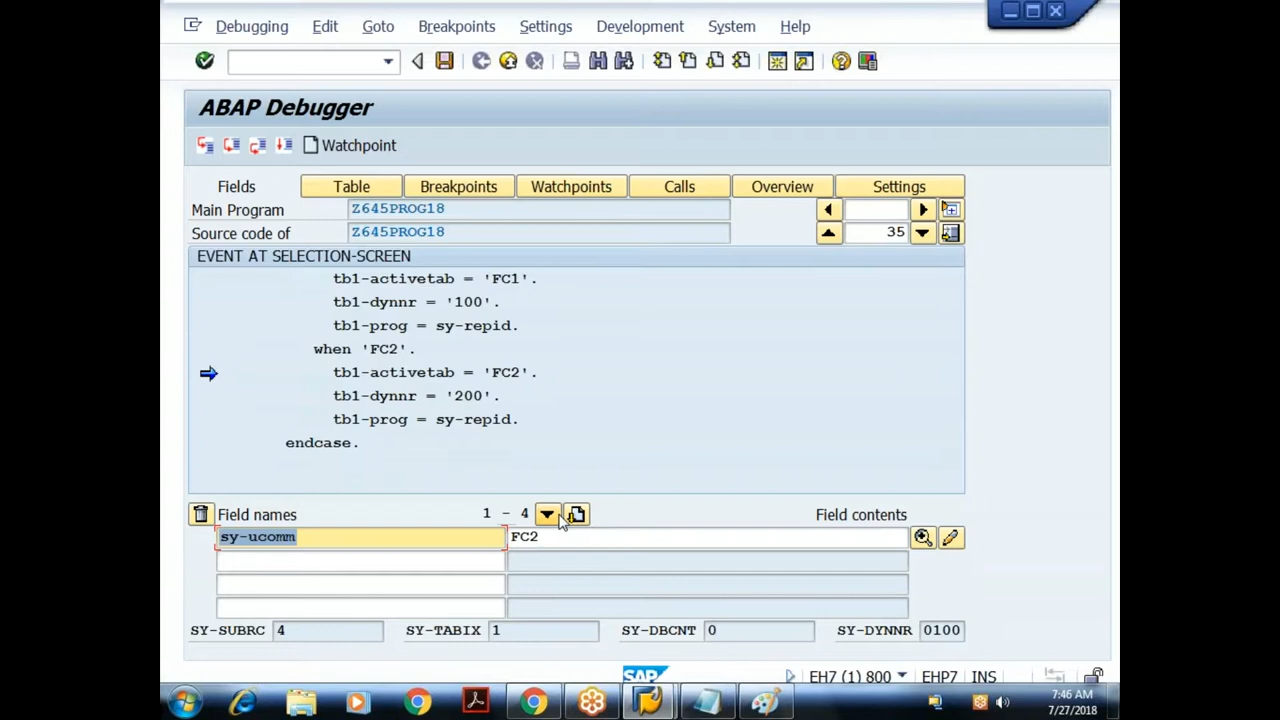 Debugging Edit Goto Breakpoints Settings Development System Help
ABAP Debugger
Watchpoint
Fields Table Breakpoints Watchpoints Calls Overview Settings
Main Program Z645PROG18
Source code of Z645PROG18 35
EVENT AT SELECTION-SCREEN
tb1-activetab = 'FC1'.
tb1-dynnr = '100'.
tb1-prog = sy-repid.
when 'FC2'.
tb1-activetab = 'FC2'.
tb1-dynnr = '200'.
tb1-prog = sy-repid.
endcase.
Field names 1 - 4 Field contents
sy-ucomm FC2
SY-SUBRC 4 SY-TABIX 1 SY-DBCNT 0 SY-DYNNR 0100
SAP EH7 (1) 800 EHP7 INS
7:46 AM
7/27/2018